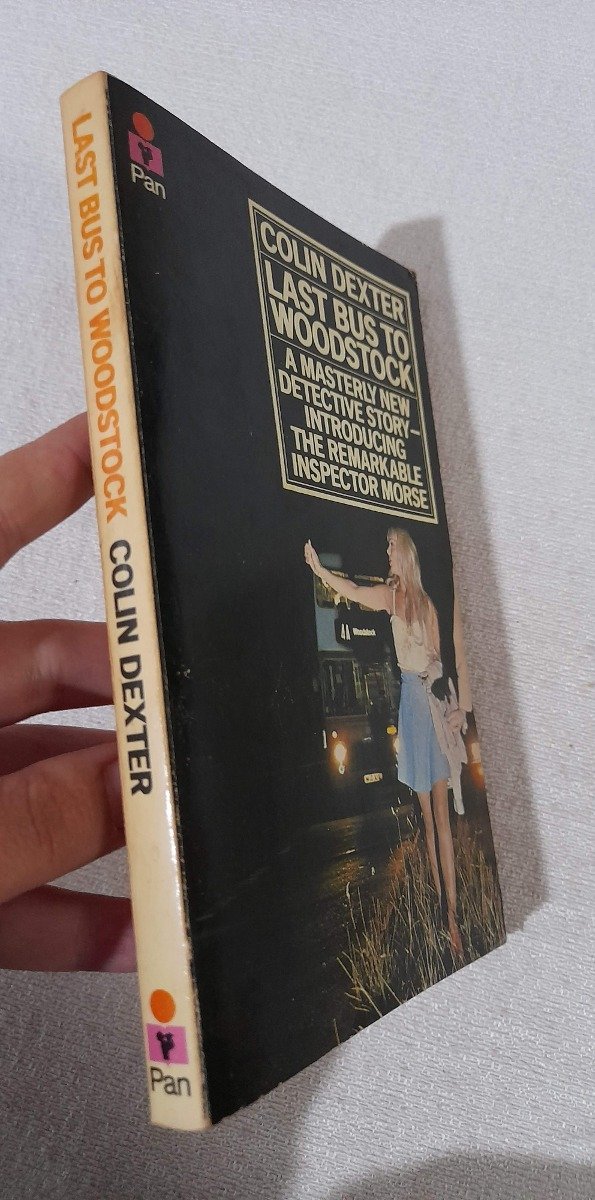 LAST BUS TO WOODSTOCK COLIN DEXTER
Pan
Pan
COLIN DEXTER
LAST BUS TO
WOODSTOCK
A MASTERLY NEW
DETECTIVE STORY—
INTRODUCING
THE REMARKABLE
INSPECTOR MORSE
4A Woodstock